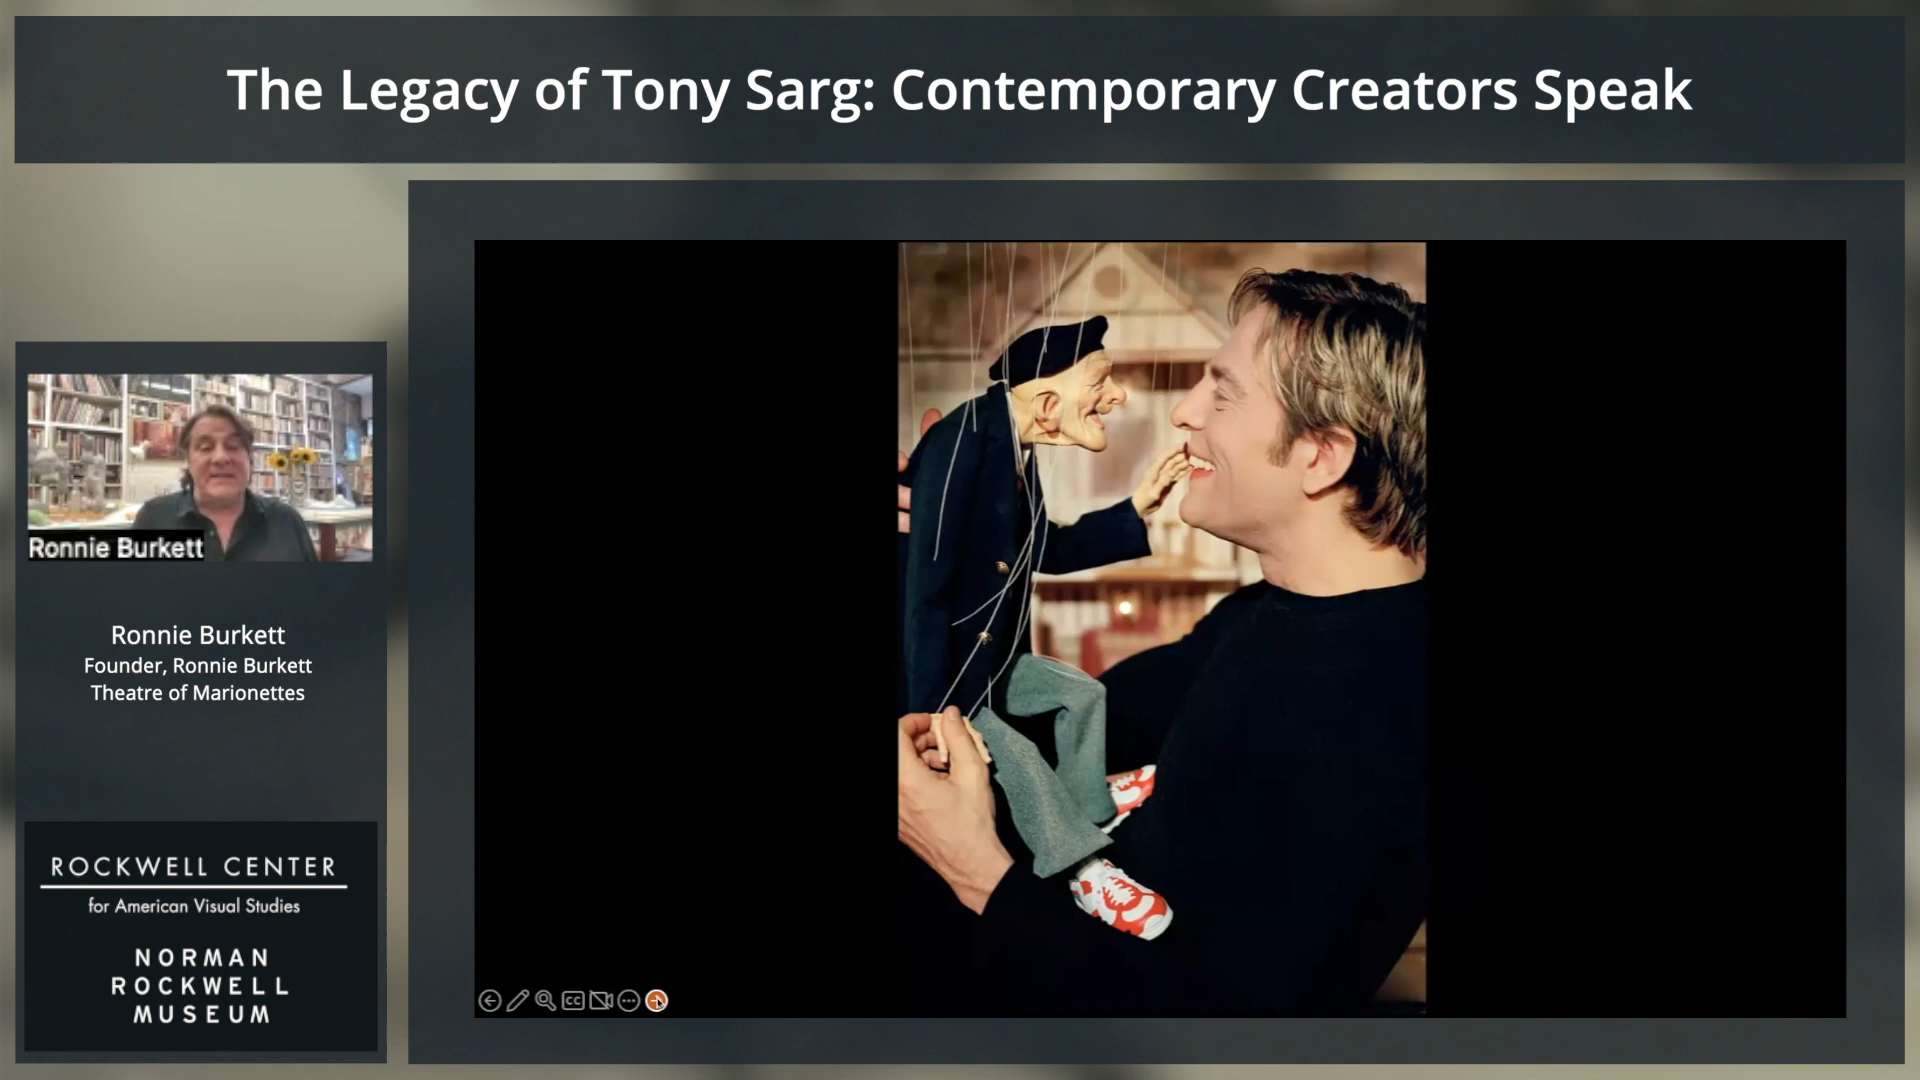 The Legacy of Tony Sarg: Contemporary Creators Speak
Ronnie Burkett
Ronnie Burkett
Founder, Ronnie Burkett
Theatre of Marionettes
ROCKWELL CENTER
for American Visual Studies
NORMAN
ROCKWELL
MUSEUM
CC